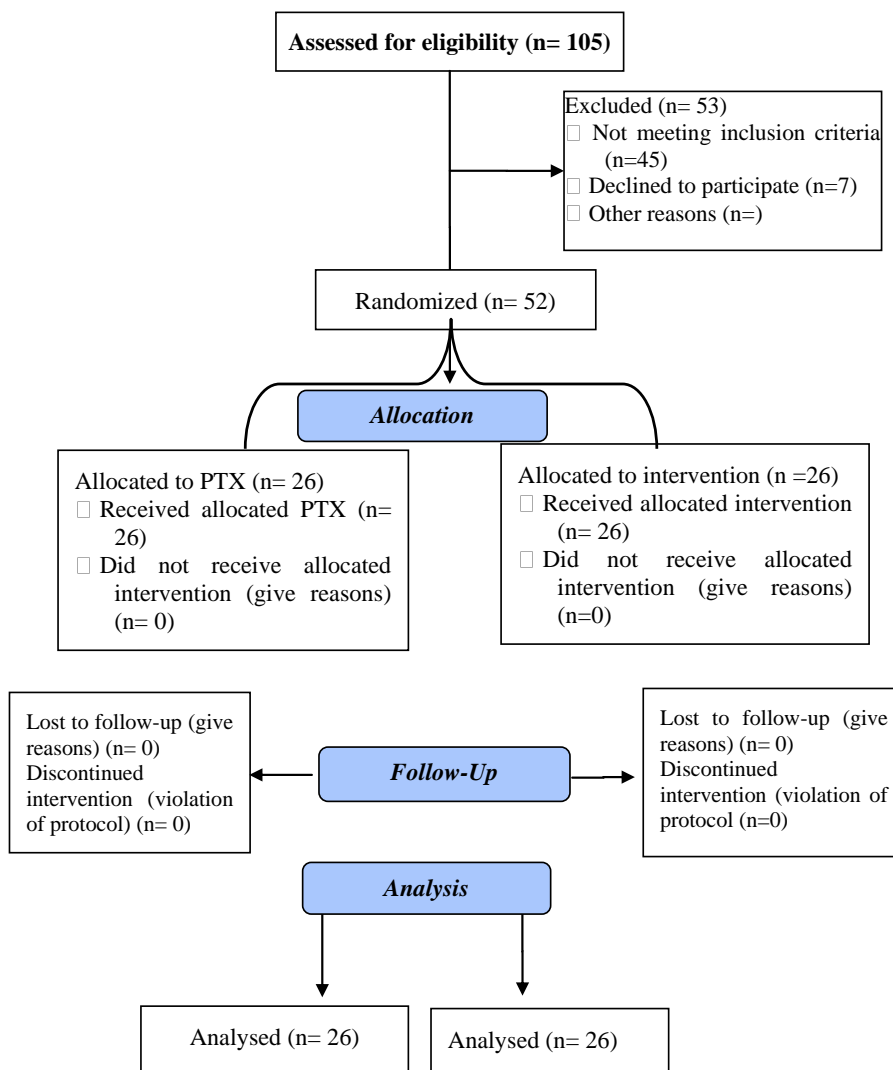 Assessed for eligibility (n= 105)
Excluded (n= 53)
□ Not meeting inclusion criteria
(n=45)
□ Declined to participate (n=7)
□ Other reasons (n=)
Randomized (n= 52)
Allocation
Allocated to PTX (n= 26)
□ Received allocated PTX (n=
26)
□ Did not receive allocated
intervention (give reasons)
(n= 0)
Allocated to intervention (n =26)
□ Received allocated intervention
(n= 26)
□ Did not receive allocated
intervention (give reasons)
(n=0)
Lost to follow-up (give
reasons) (n= 0)
Discontinued
intervention (violation
of protocol) (n= 0)
Follow-Up
Lost to follow-up (give
reasons) (n= 0)
Discontinued
intervention (violation of
protocol (n=0)
Analysis
Analysed (n= 26)
Analysed (n= 26)